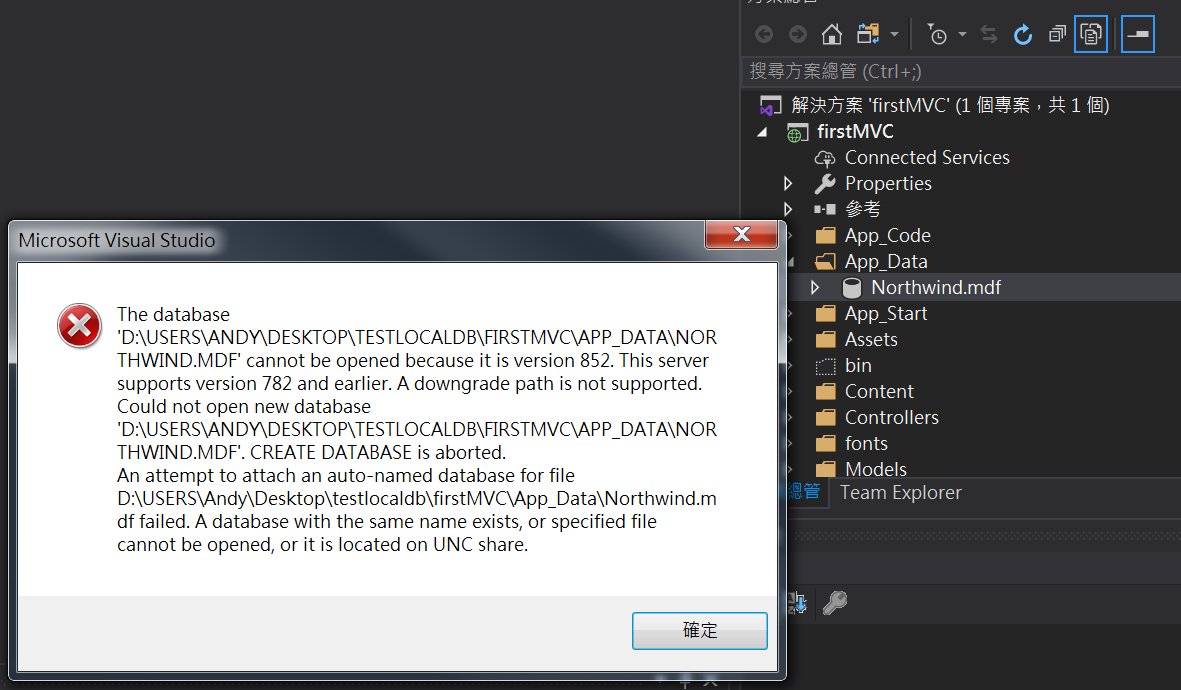 搜尋方案總管 (Ctrl+;)
解決方案 'firstMVC' (1 個專案，共 1 個)
firstMVC
Connected Services
Properties
參考
App_Code
App_Data
Northwind.mdf
App_Start
Assets
bin
Content
Controllers
fonts
Models
總管
Team Explorer
Microsoft Visual Studio
The database
'D:\USERS\ANDY\DESKTOP\TESTLOCALDB\FIRSTMVC\APP_DATA\NOR
THWIND.MDF' cannot be opened because it is version 852. This server
supports version 782 and earlier. A downgrade path is not supported.
Could not open new database
'D:\USERS\ANDY\DESKTOP\TESTLOCALDB\FIRSTMVC\APP_DATA\NOR
THWIND.MDF'. CREATE DATABASE is aborted.
An attempt to attach an auto-named database for file
D:\USERS\Andy\Desktop\testlocaldb\firstMVC\App_Data\Northwind.m
df failed. A database with the same name exists, or specified file
cannot be opened, or it is located on UNC share.
確定